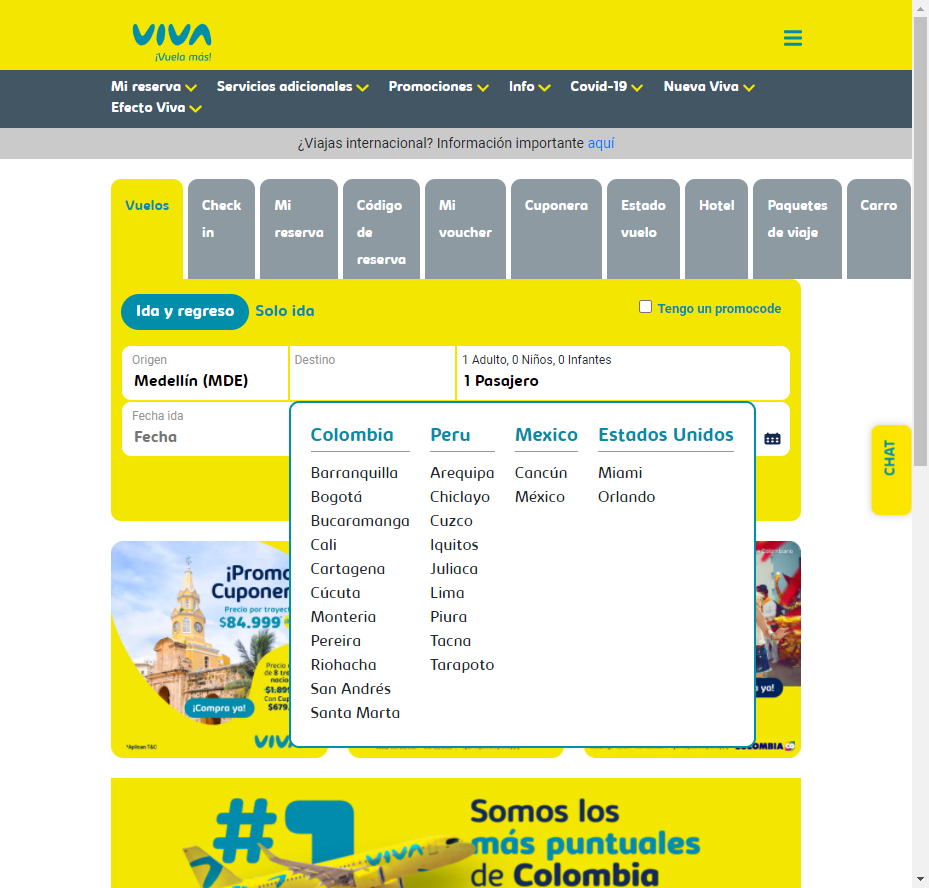 VIVA
¡Vuela más!
Mi reserva Servicios adicionales Promociones Info Covid-19 Nueva Viva
Efecto Viva
¿Viajas internacional? Información importante aquí
Vuelos
Check in
Mi reserva
Código de reserva
Mi voucher
Cuponera
Estado vuelo
Hotel
Paquetes de viaje
Carro
Ida y regreso Solo ida Tengo un promocode
Origen Destino 1 Adulto, 0 Niños, 0 Infantes
Medellín (MDE) 1 Pasajero
Fecha ida
Fecha
CHAT
Colombia
Barranquilla
Bogotá
Bucaramanga
Cali
Cartagena
Cúcuta
Monteria
Pereira
Riohacha
San Andrés
Santa Marta
Peru
Arequipa
Chiclayo
Cuzco
Iquitos
Juliaca
Lima
Piura
Tacna
Tarapoto
Mexico
Cancún
México
Estados Unidos
Miami
Orlando
¡Promo
Cuponer
Precio por trayect
$84.999
Precio
de 8 tra
nacio
$1.899
Con Cup
$679.
¡Compra ya!
*Aplican T&C
VIVA
Colombiano
ya!
COLOMBIA CO
#1
VIVA
Somos los
más puntuales
de Colombia